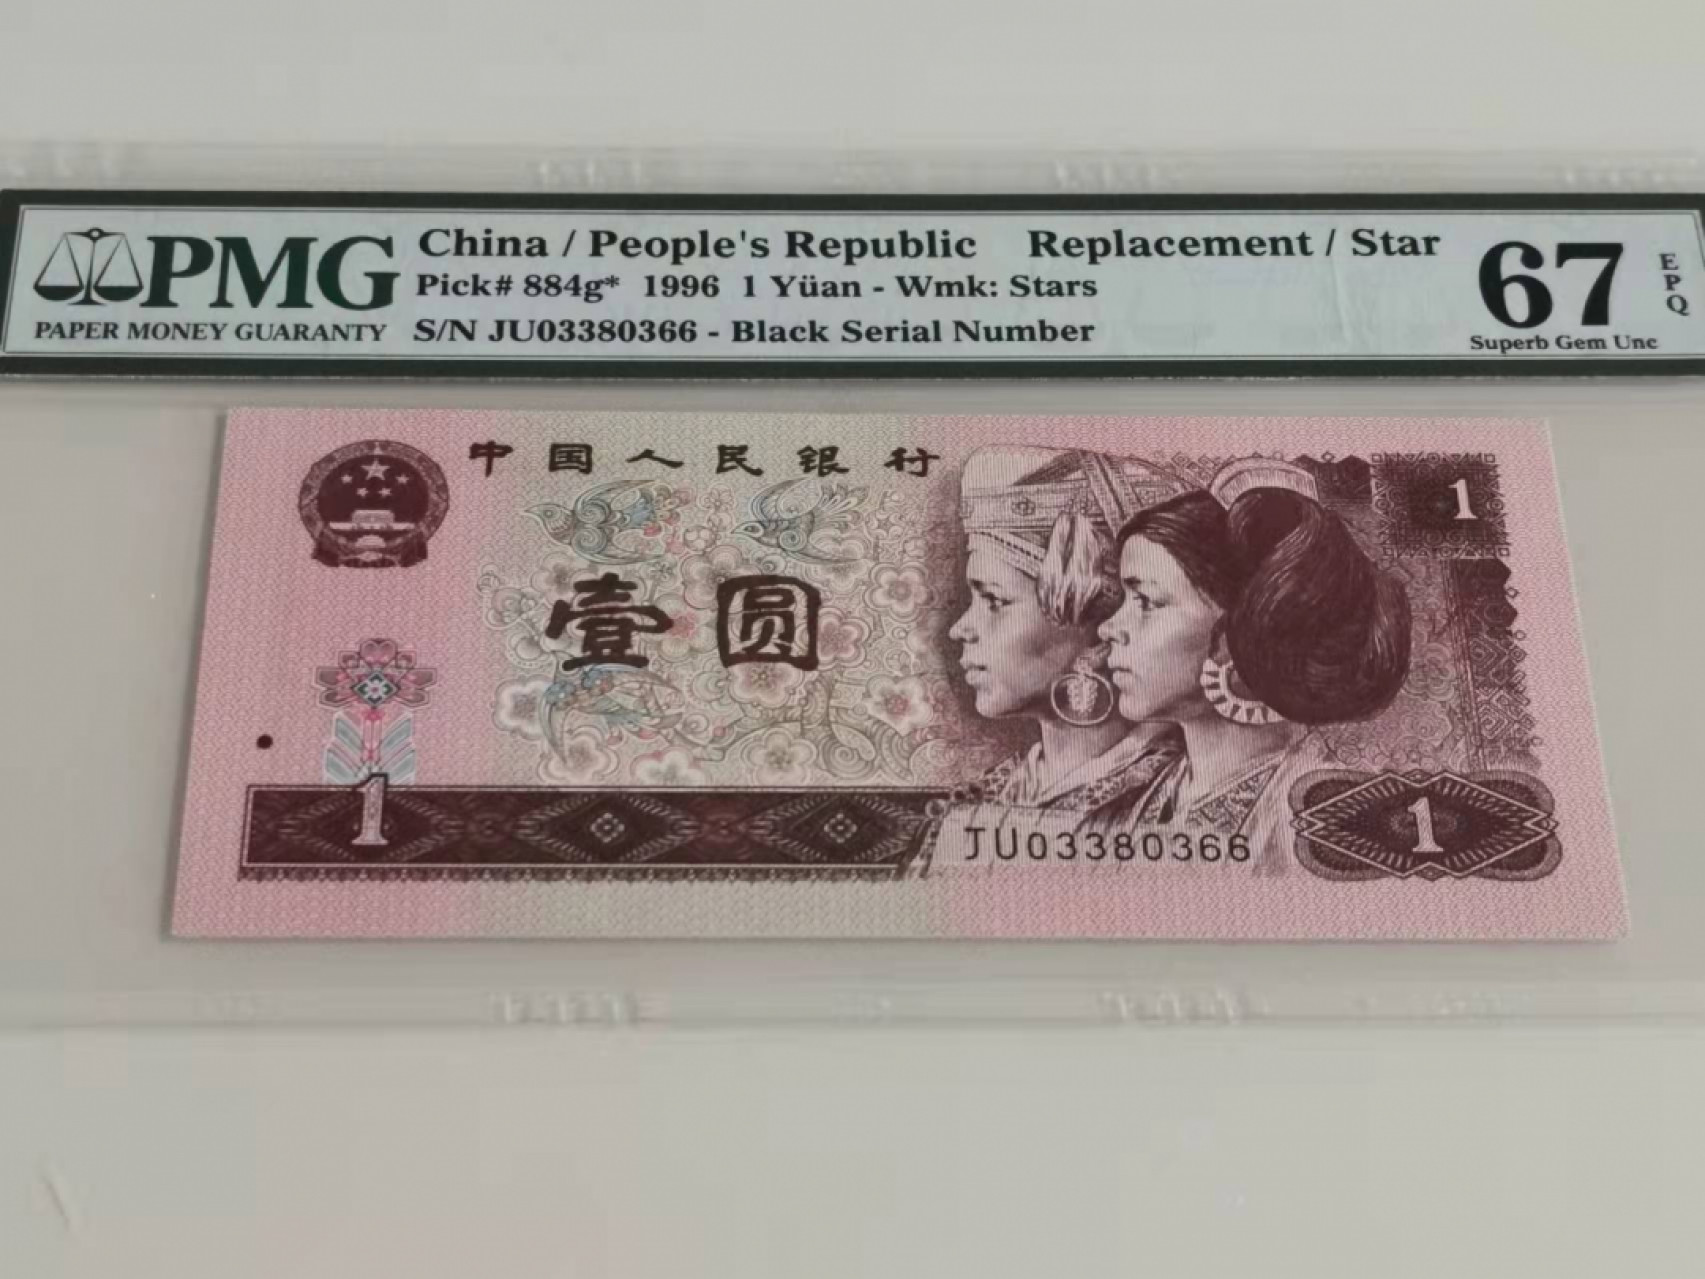 PMG
PAPER MONEY GUARANTY
China / People's Republic Replacement / Star
Pick# 884g* 1996 1 Yüan - Wmk: Stars
S/N JU03380366 - Black Serial Number
67
EPQ
Superb Gem Unc
中国人民银行
1
壹圆
1
JU03380366
1